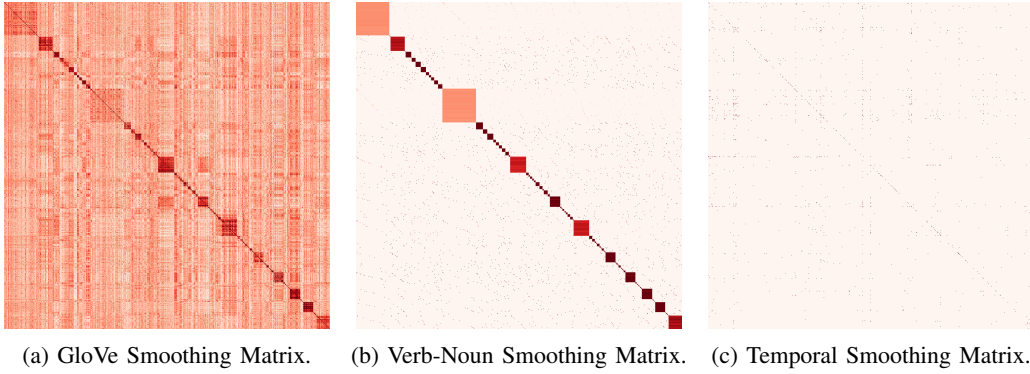 (a) GloVe Smoothing Matrix.
(b) Verb-Noun Smoothing Matrix.
(c) Temporal Smoothing Matrix.